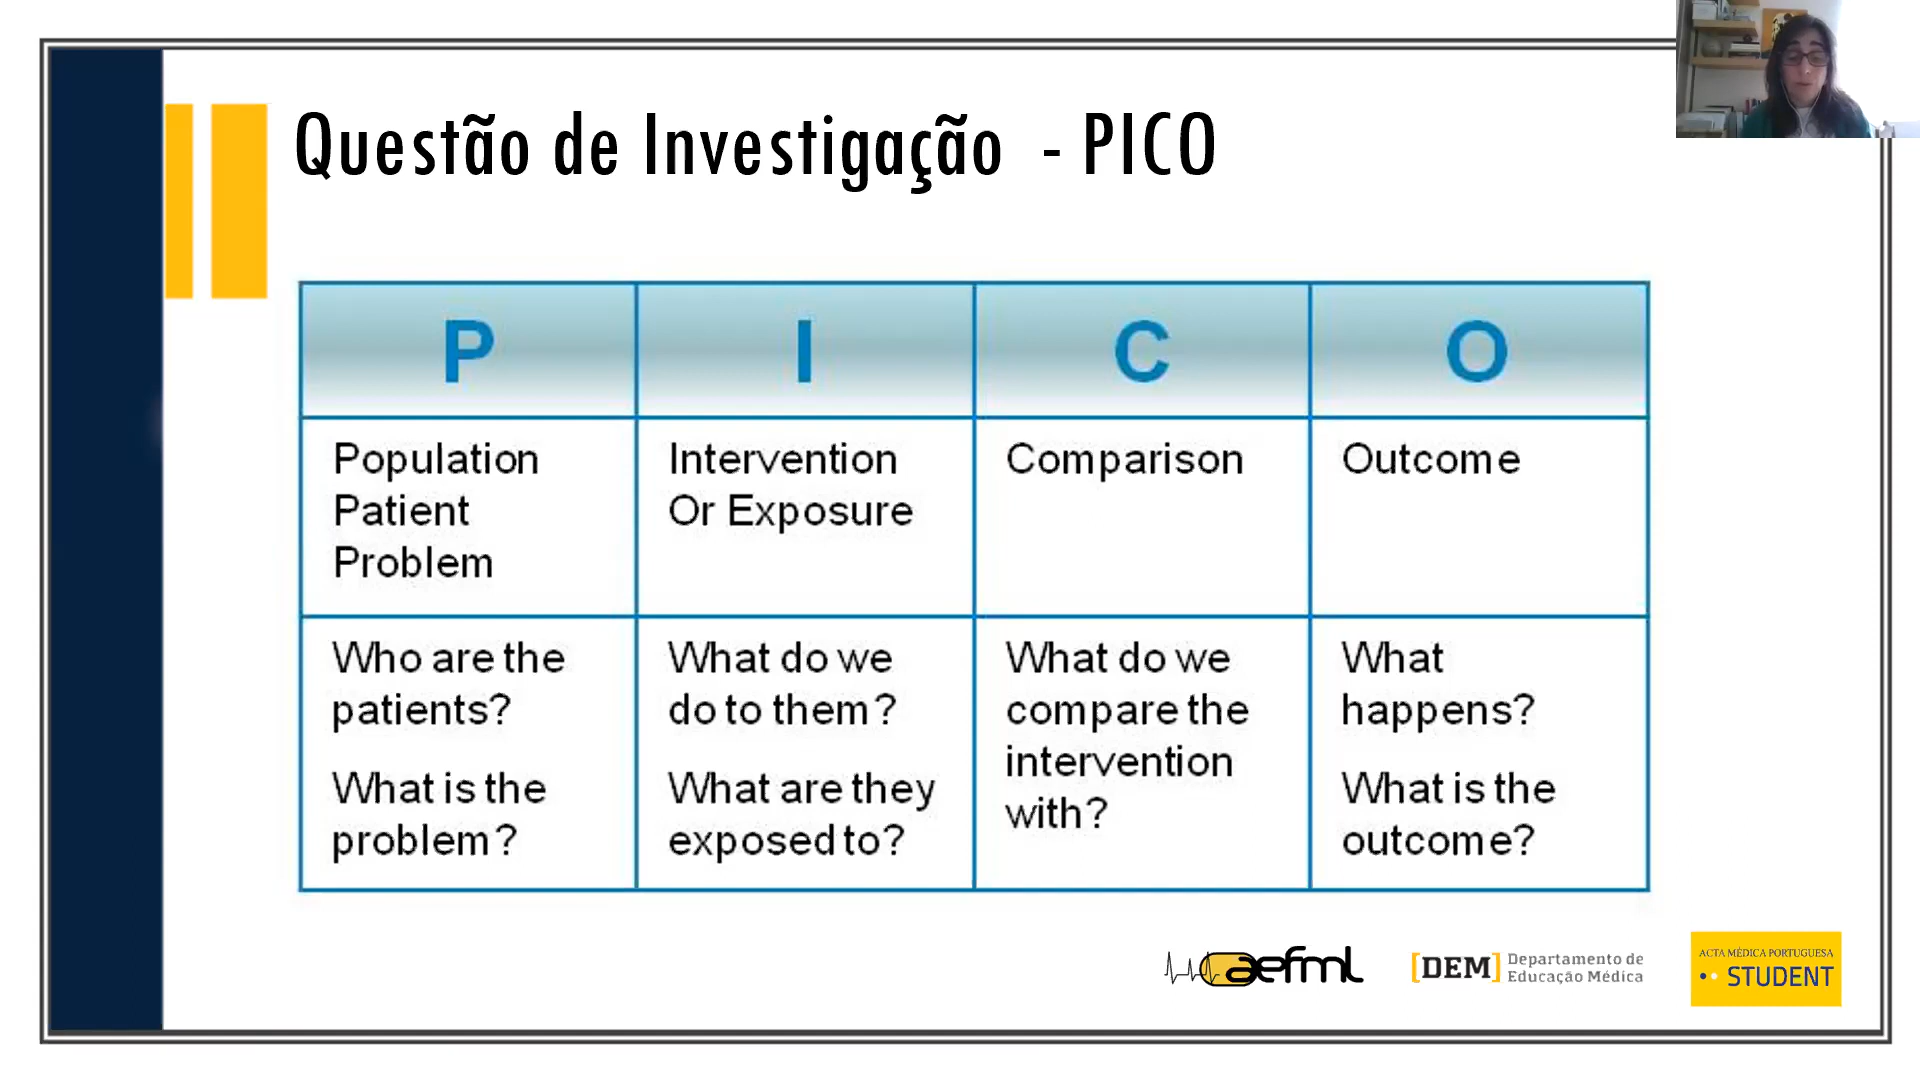 Questão de Investigação - PICO
P I C O
Population
Patient
Problem
Intervention
Or Exposure
Comparison
Outcome
Who are the
patients?
What is the
problem?
What do we
do to them?
What are they
exposed to?
What do we
compare the
intervention
with?
What
happens?
What is the
outcome?
aefml
[DEM] Departamento de
Educação Médica
ACTA MÉDICA PORTUGUESA
STUDENT